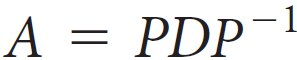 A = PDP⁻¹